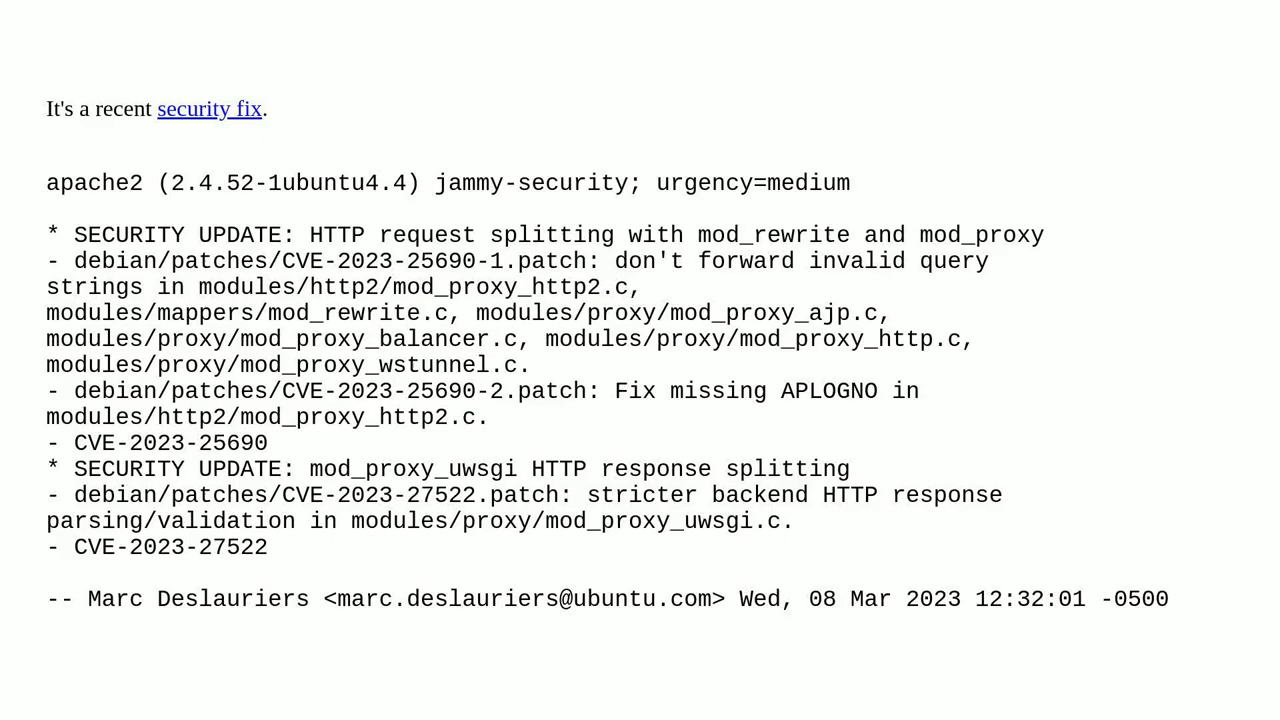 It's a recent security fix.
apache2 (2.4.52-1ubuntu4.4) jammy-security; urgency=medium
* SECURITY UPDATE: HTTP request splitting with mod_rewrite and mod_proxy
- debian/patches/CVE-2023-25690-1.patch: don't forward invalid query
strings in modules/http2/mod_proxy_http2.c,
modules/mappers/mod_rewrite.c, modules/proxy/mod_proxy_ajp.c,
modules/proxy/mod_proxy_balancer.c, modules/proxy/mod_proxy_http.c,
modules/proxy/mod_proxy_wstunnel.c.
- debian/patches/CVE-2023-25690-2.patch: Fix missing APLOGNO in
modules/http2/mod_proxy_http2.c.
- CVE-2023-25690
* SECURITY UPDATE: mod_proxy_uwsgi HTTP response splitting
- debian/patches/CVE-2023-27522.patch: stricter backend HTTP response
parsing/validation in modules/proxy/mod_proxy_uwsgi.c.
- CVE-2023-27522
-- Marc Deslauriers <marc.deslauriers@ubuntu.com> Wed, 08 Mar 2023 12:32:01 -0500